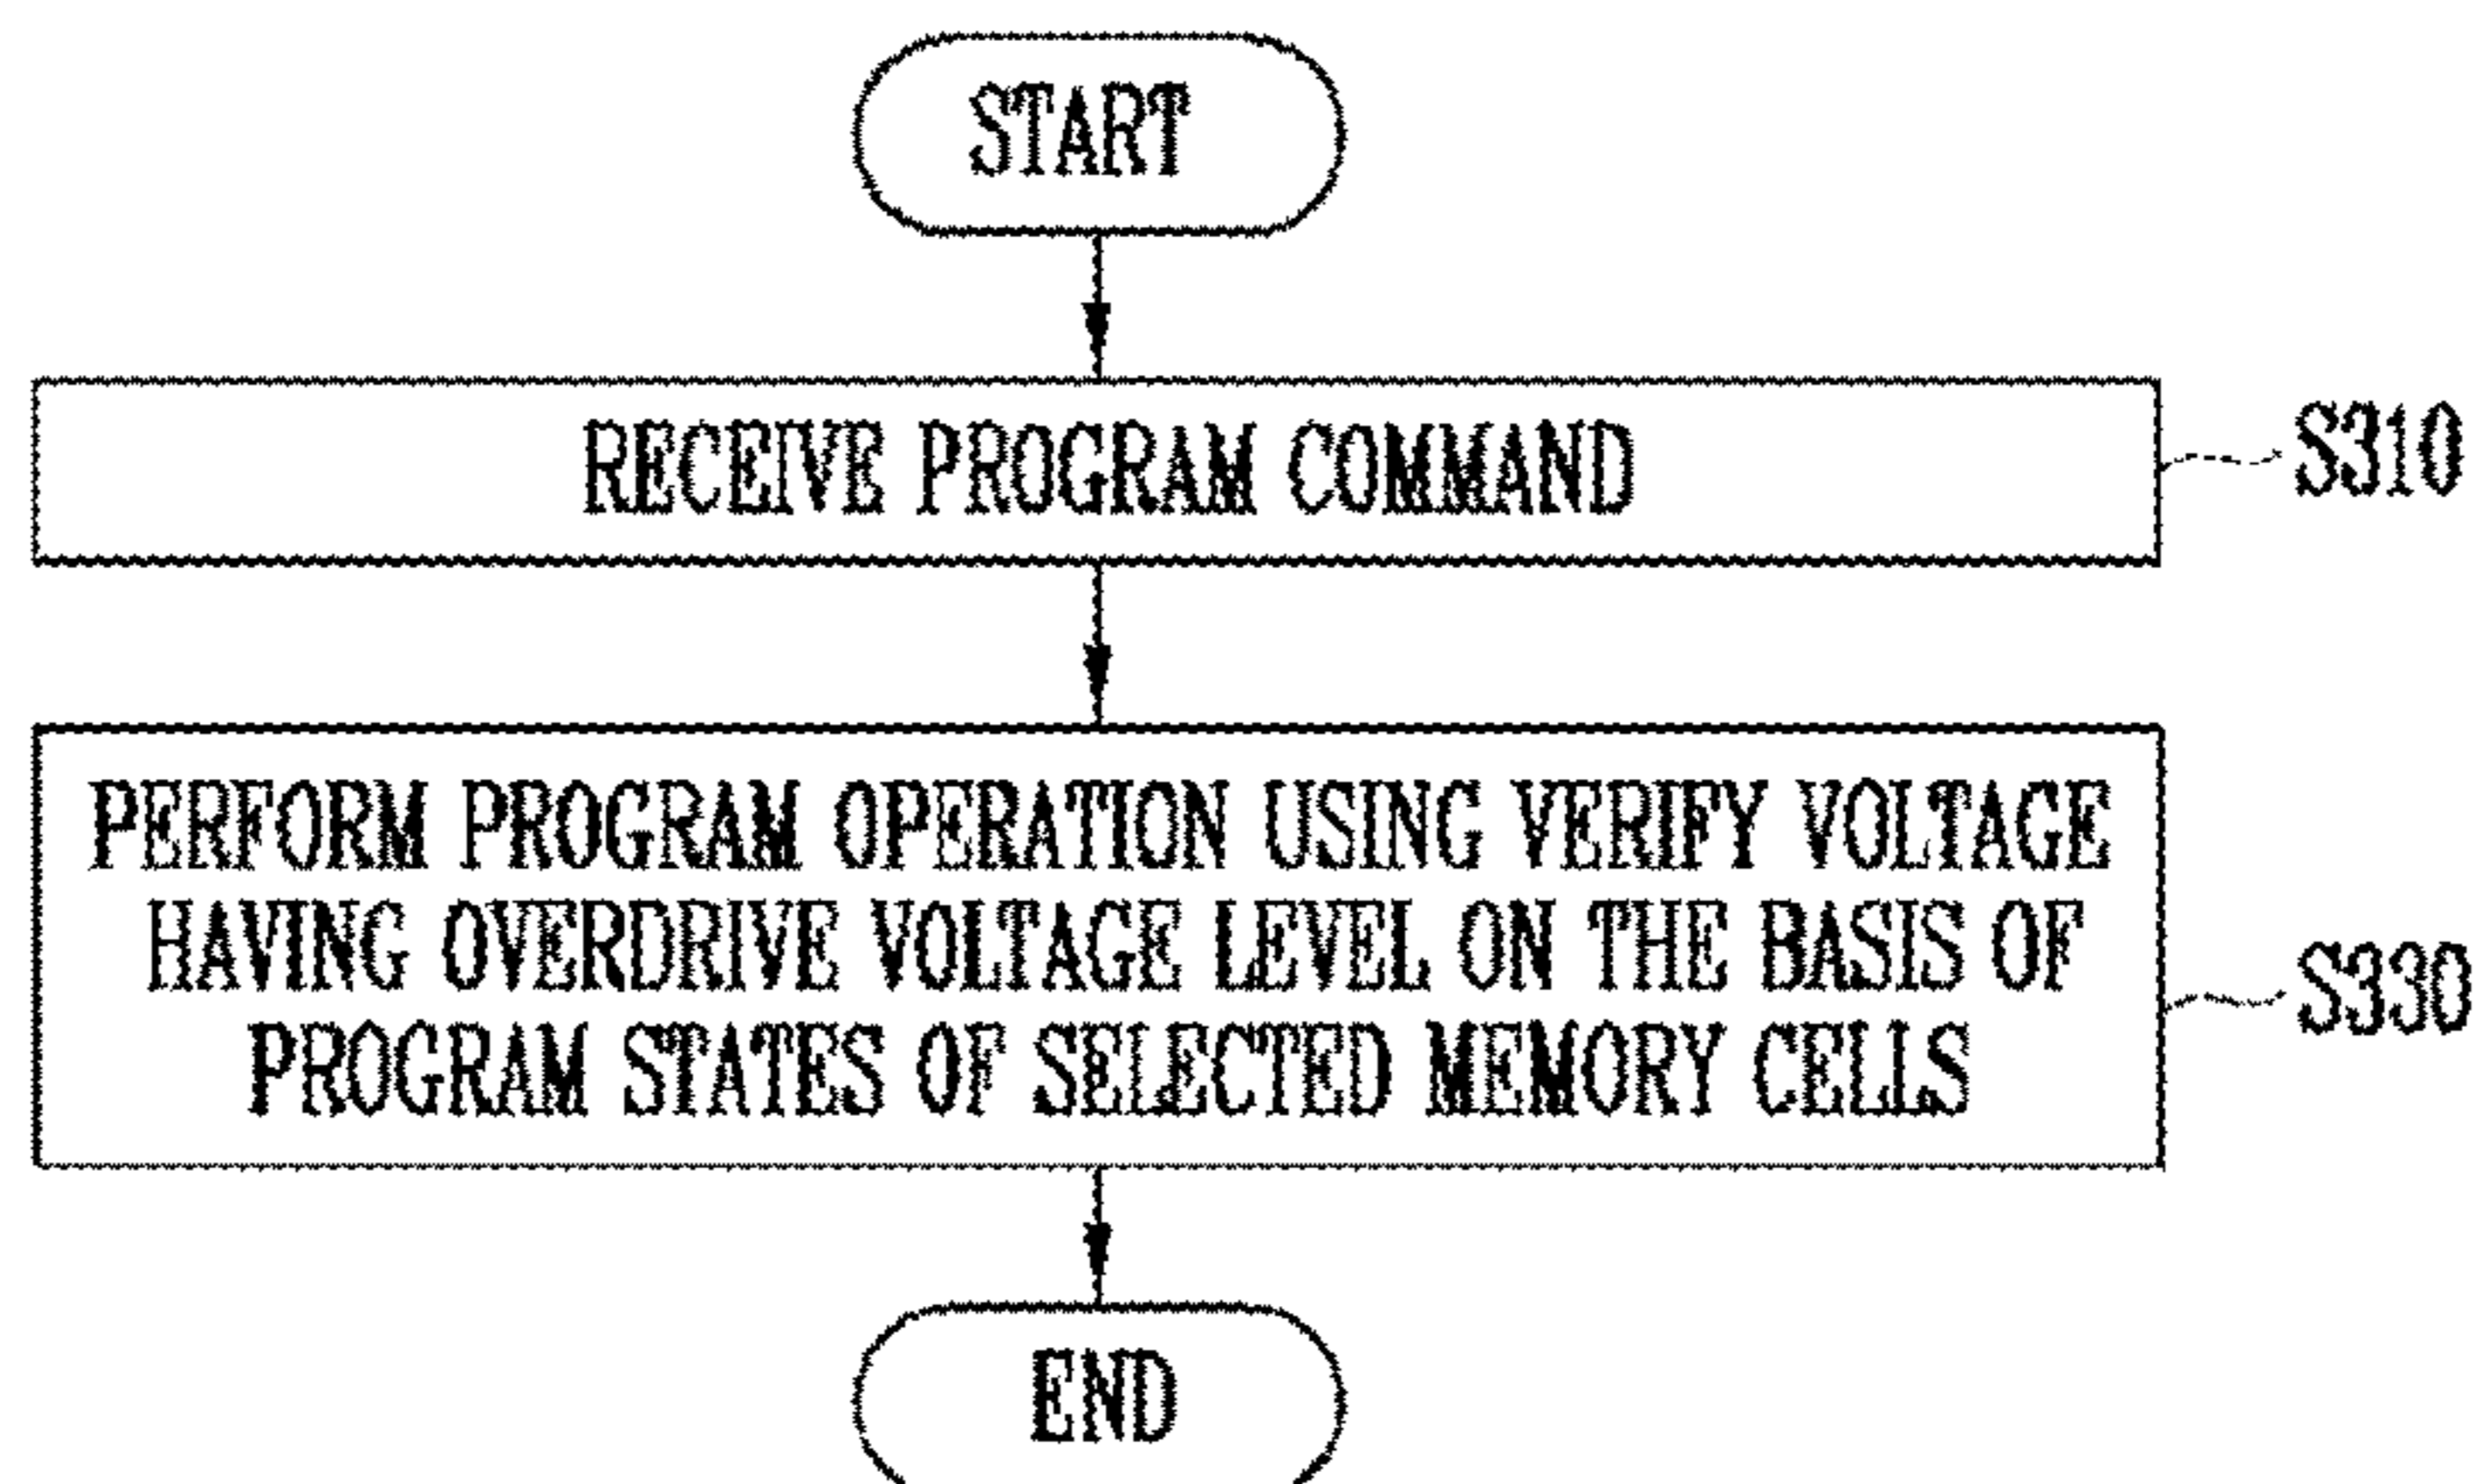 START
RECEIVE PROGRAM COMMAND
S310
PERFORM PROGRAM OPERATION USING VERIFY VOLTAGE
HAVING OVERDRIVE VOLTAGE LEVEL ON THE BASIS OF
PROGRAM STATES OF SELECTED MEMORY CELLS
S330
END